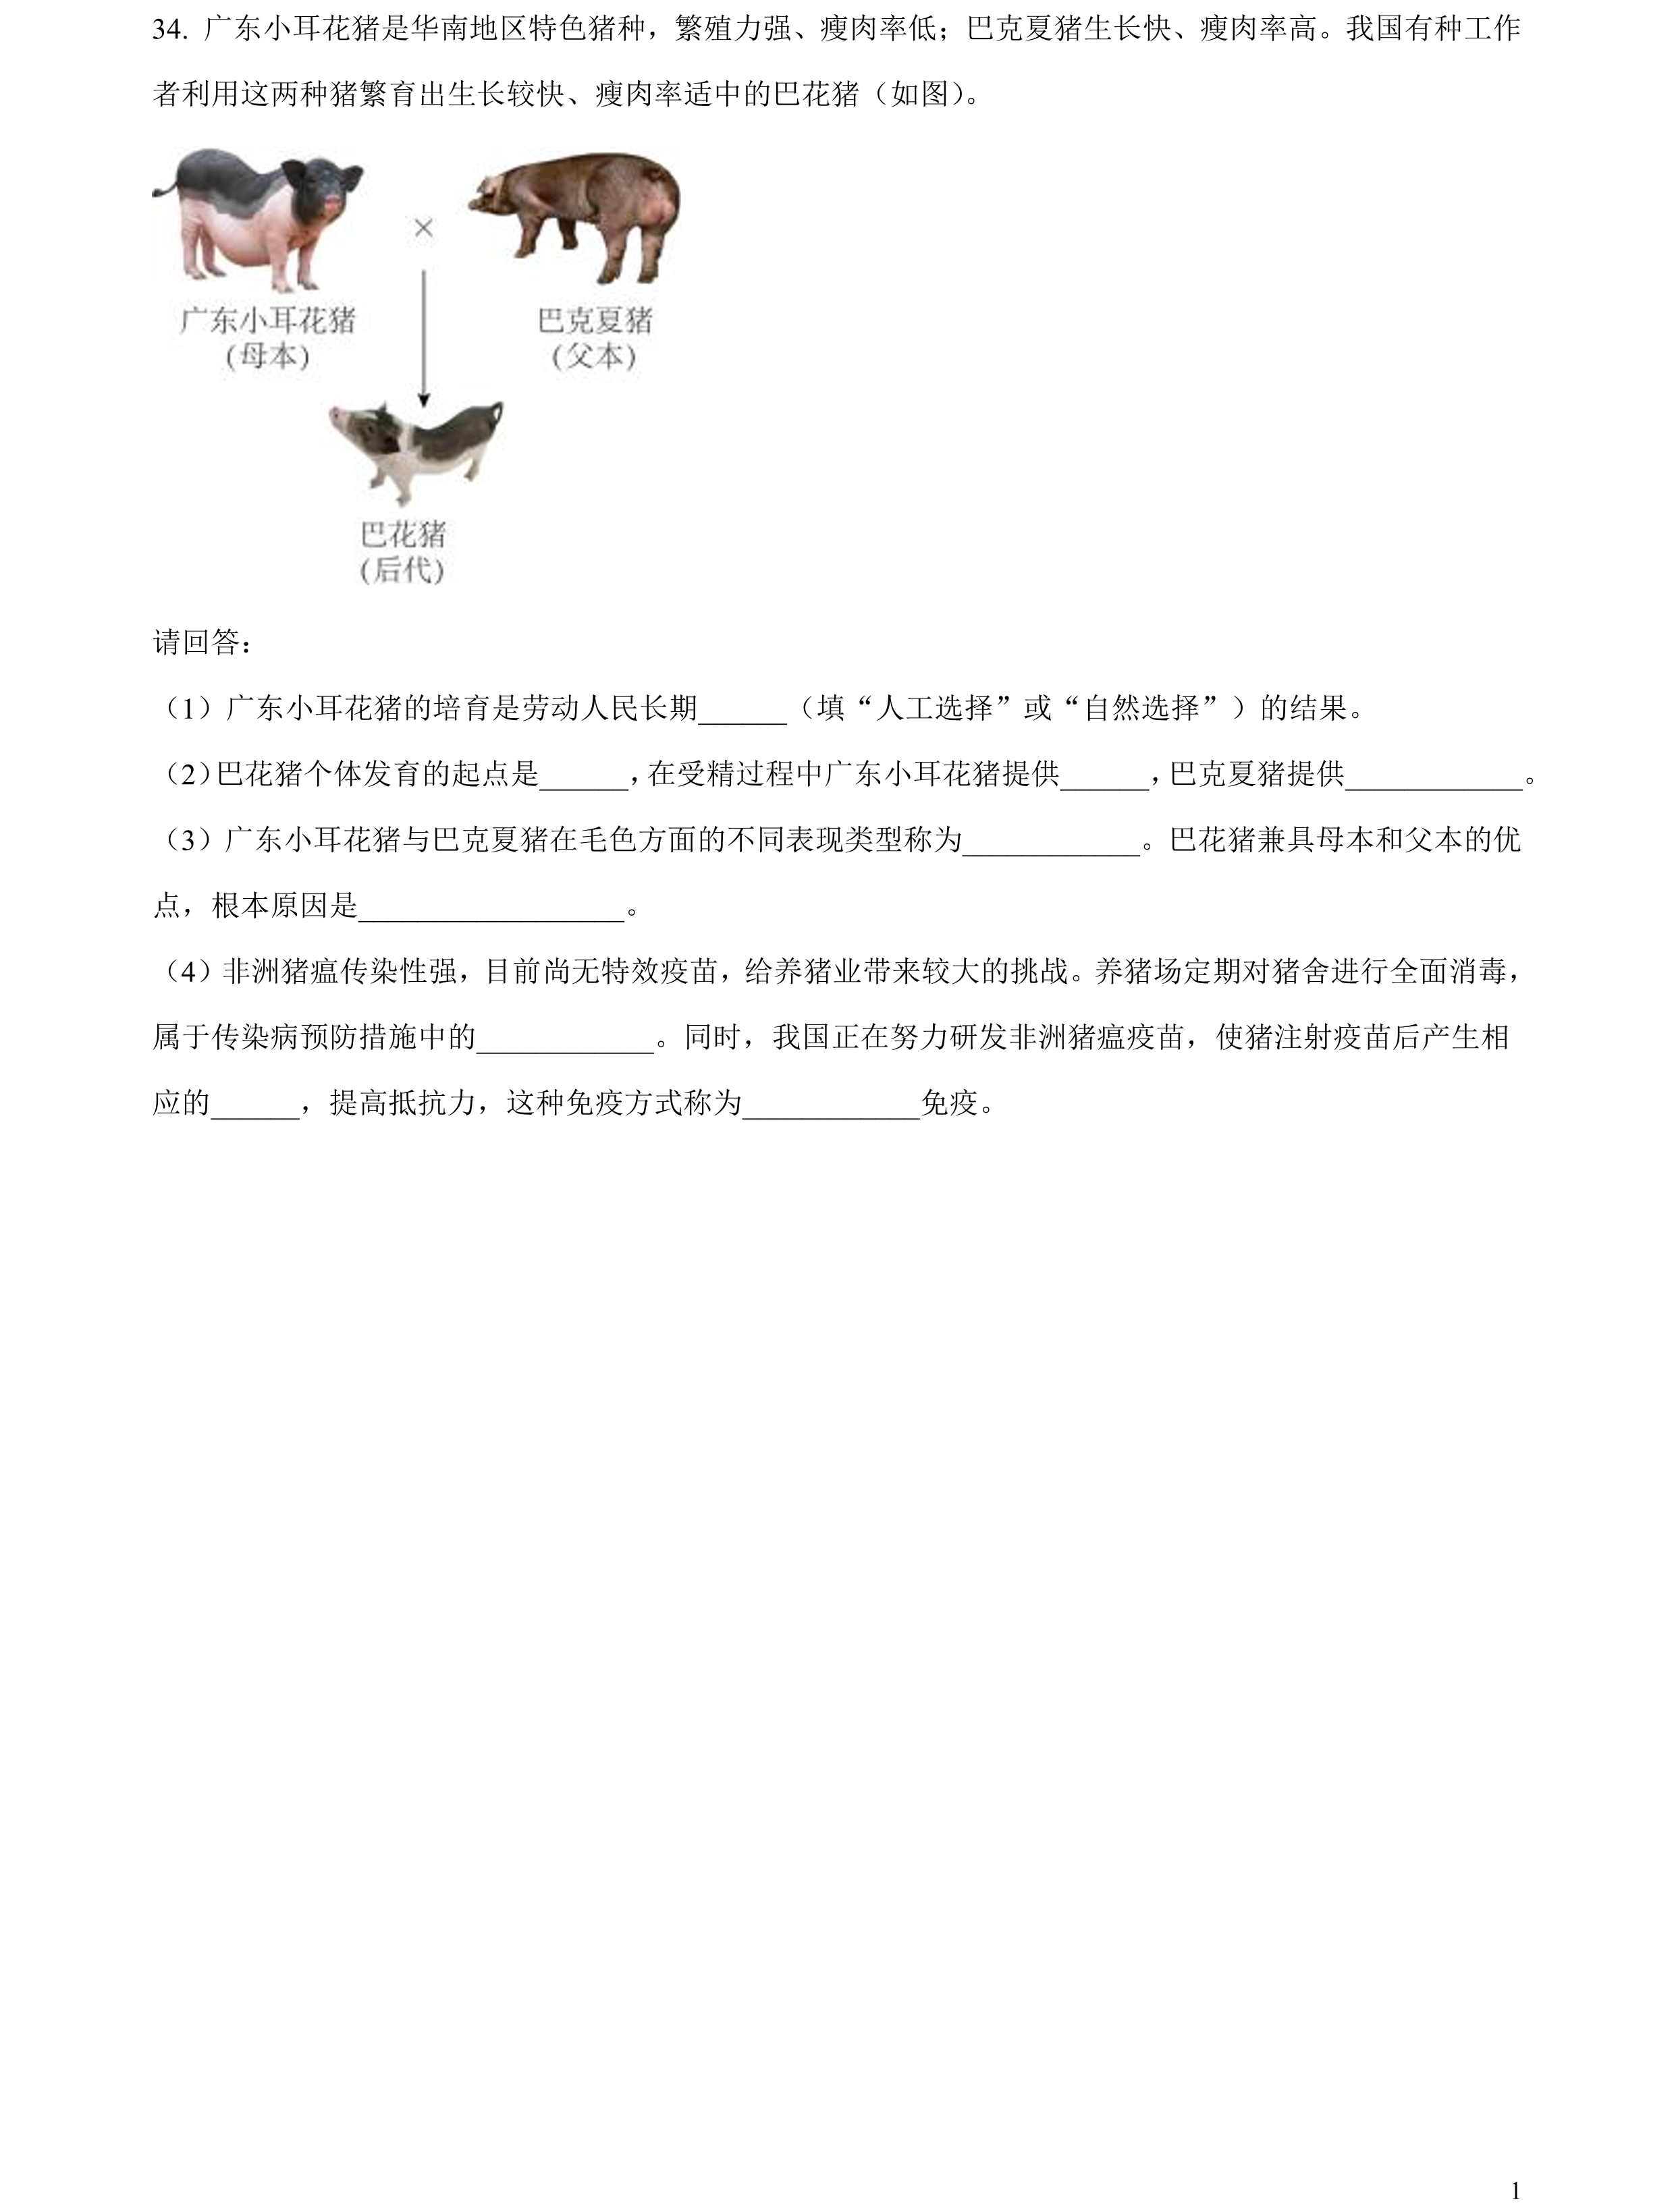 34. 广东小耳花猪是华南地区特色猪种，繁殖力强、瘦肉率低；巴克夏猪生长快、瘦肉率高。我国有种工作
者利用这两种猪繁育出生长较快、瘦肉率适中的巴花猪（如图）。
×
广东小耳花猪
(母本)
巴克夏猪
(父本)
巴花猪
(后代)
请回答：
（1）广东小耳花猪的培育是劳动人民长期______（填“人工选择”或“自然选择”）的结果。
（2）巴花猪个体发育的起点是______，在受精过程中广东小耳花猪提供______，巴克夏猪提供____________。
（3）广东小耳花猪与巴克夏猪在毛色方面的不同表现类型称为____________。巴花猪兼具母本和父本的优
点，根本原因是__________________。
（4）非洲猪瘟传染性强，目前尚无特效疫苗，给养猪业带来较大的挑战。养猪场定期对猪舍进行全面消毒，
属于传染病预防措施中的____________。同时，我国正在努力研发非洲猪瘟疫苗，使猪注射疫苗后产生相
应的______，提高抵抗力，这种免疫方式称为____________免疫。
1